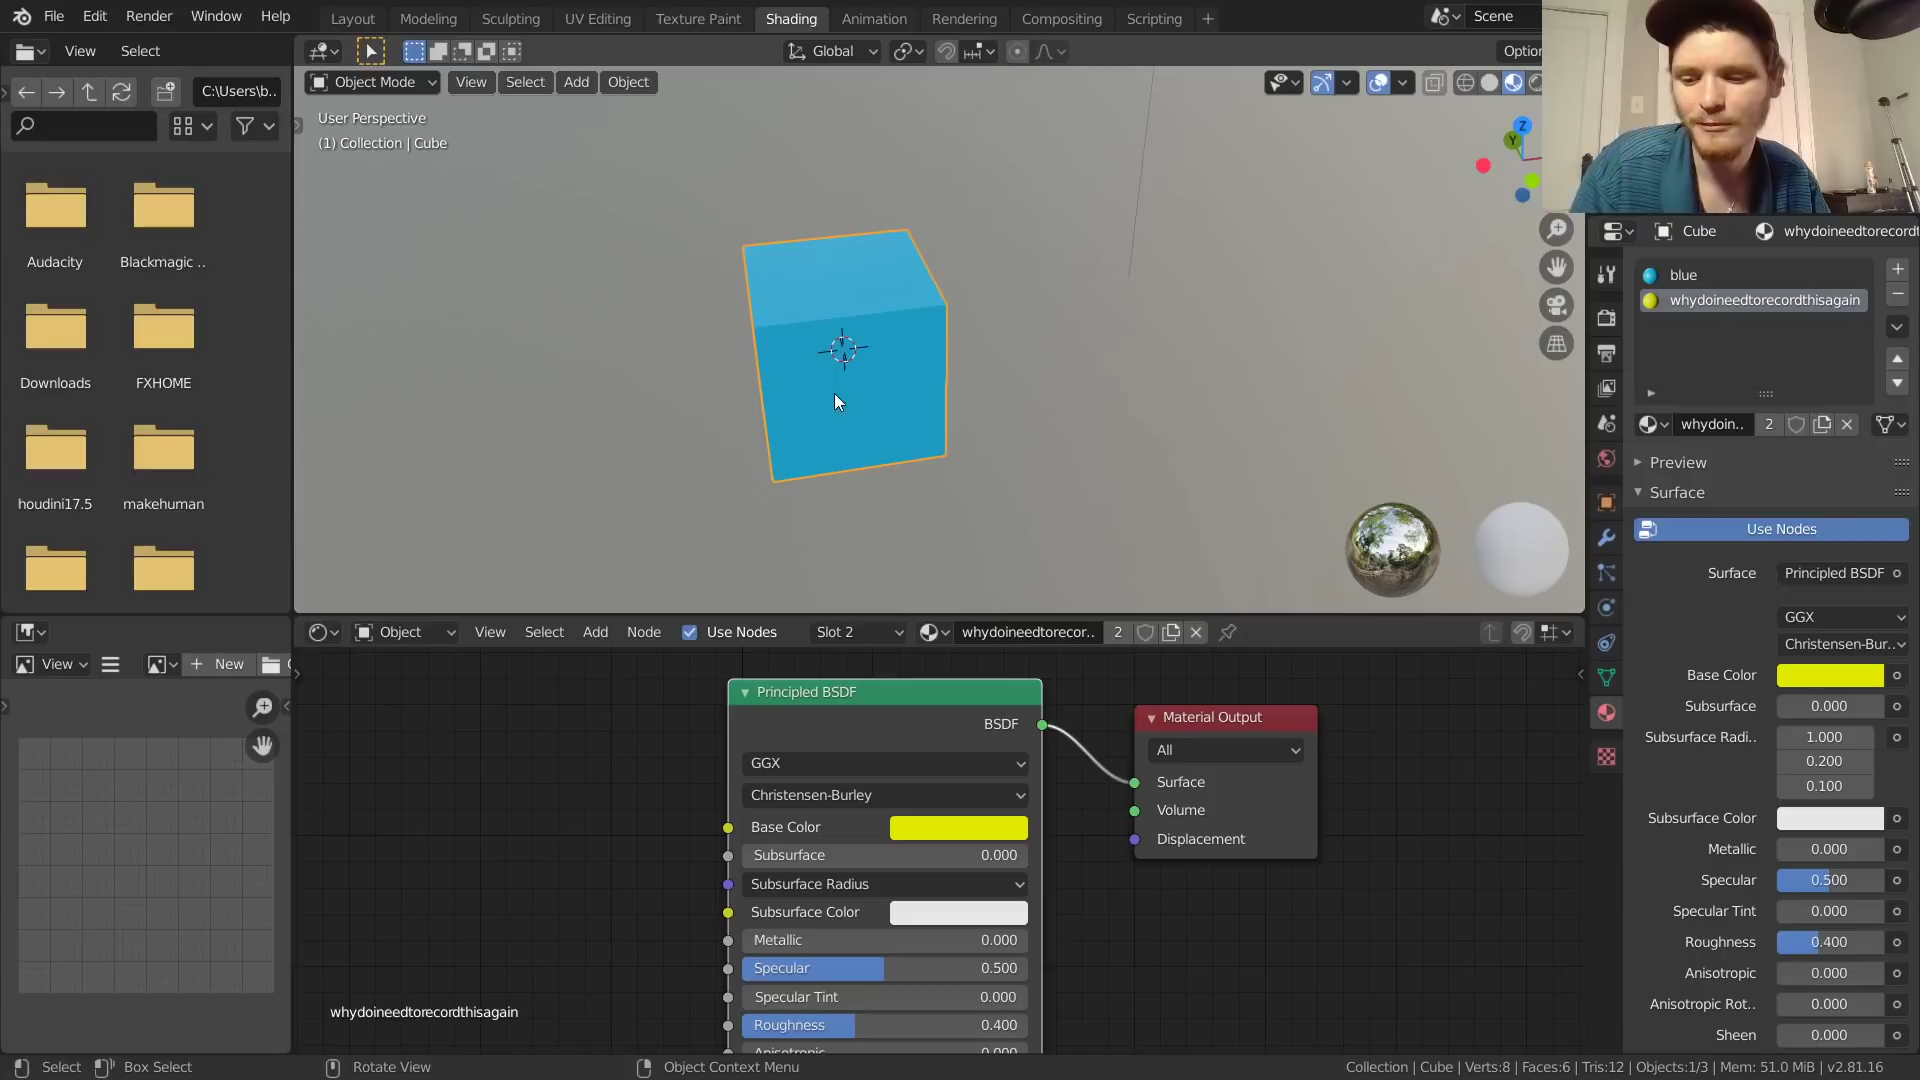 File Edit Render Window Help
Layout Modeling Sculpting UV Editing Texture Paint Shading Animation Rendering Compositing Scripting
Scene
View Select
Global
C:\Users\b..
Object Mode View Select Add Object
User Perspective
(1) Collection | Cube
Z
Y
Audacity Blackmagic ..
Downloads FXHOME
houdini17.5 makehuman
Cube
blue
whydoineedtorecordthisagain
whydoin.. 2
Preview
Surface
Use Nodes
Surface Principled BSDF
GGX
Christensen-Bur..
Base Color
Subsurface 0.000
Subsurface Radi.. 1.000
0.200
0.100
Subsurface Color
Metallic 0.000
Specular 0.500
Specular Tint 0.000
Roughness 0.400
Anisotropic 0.000
Anisotropic Rot.. 0.000
Sheen 0.000
View New
Object View Select Add Node Use Nodes Slot 2 whydoineedtorecor.. 2
Principled BSDF
BSDF
GGX
Christensen-Burley
Base Color
Subsurface 0.000
Subsurface Radius
Subsurface Color
Metallic 0.000
Specular 0.500
Specular Tint 0.000
Roughness 0.400
Material Output
All
Surface
Volume
Displacement
whydoineedtorecordthisagain
Select Box Select Rotate View Object Context Menu
Collection | Cube | Verts:8 | Faces:6 | Tris:12 | Objects:1/3 | Mem: 51.0 MiB | v2.81.16